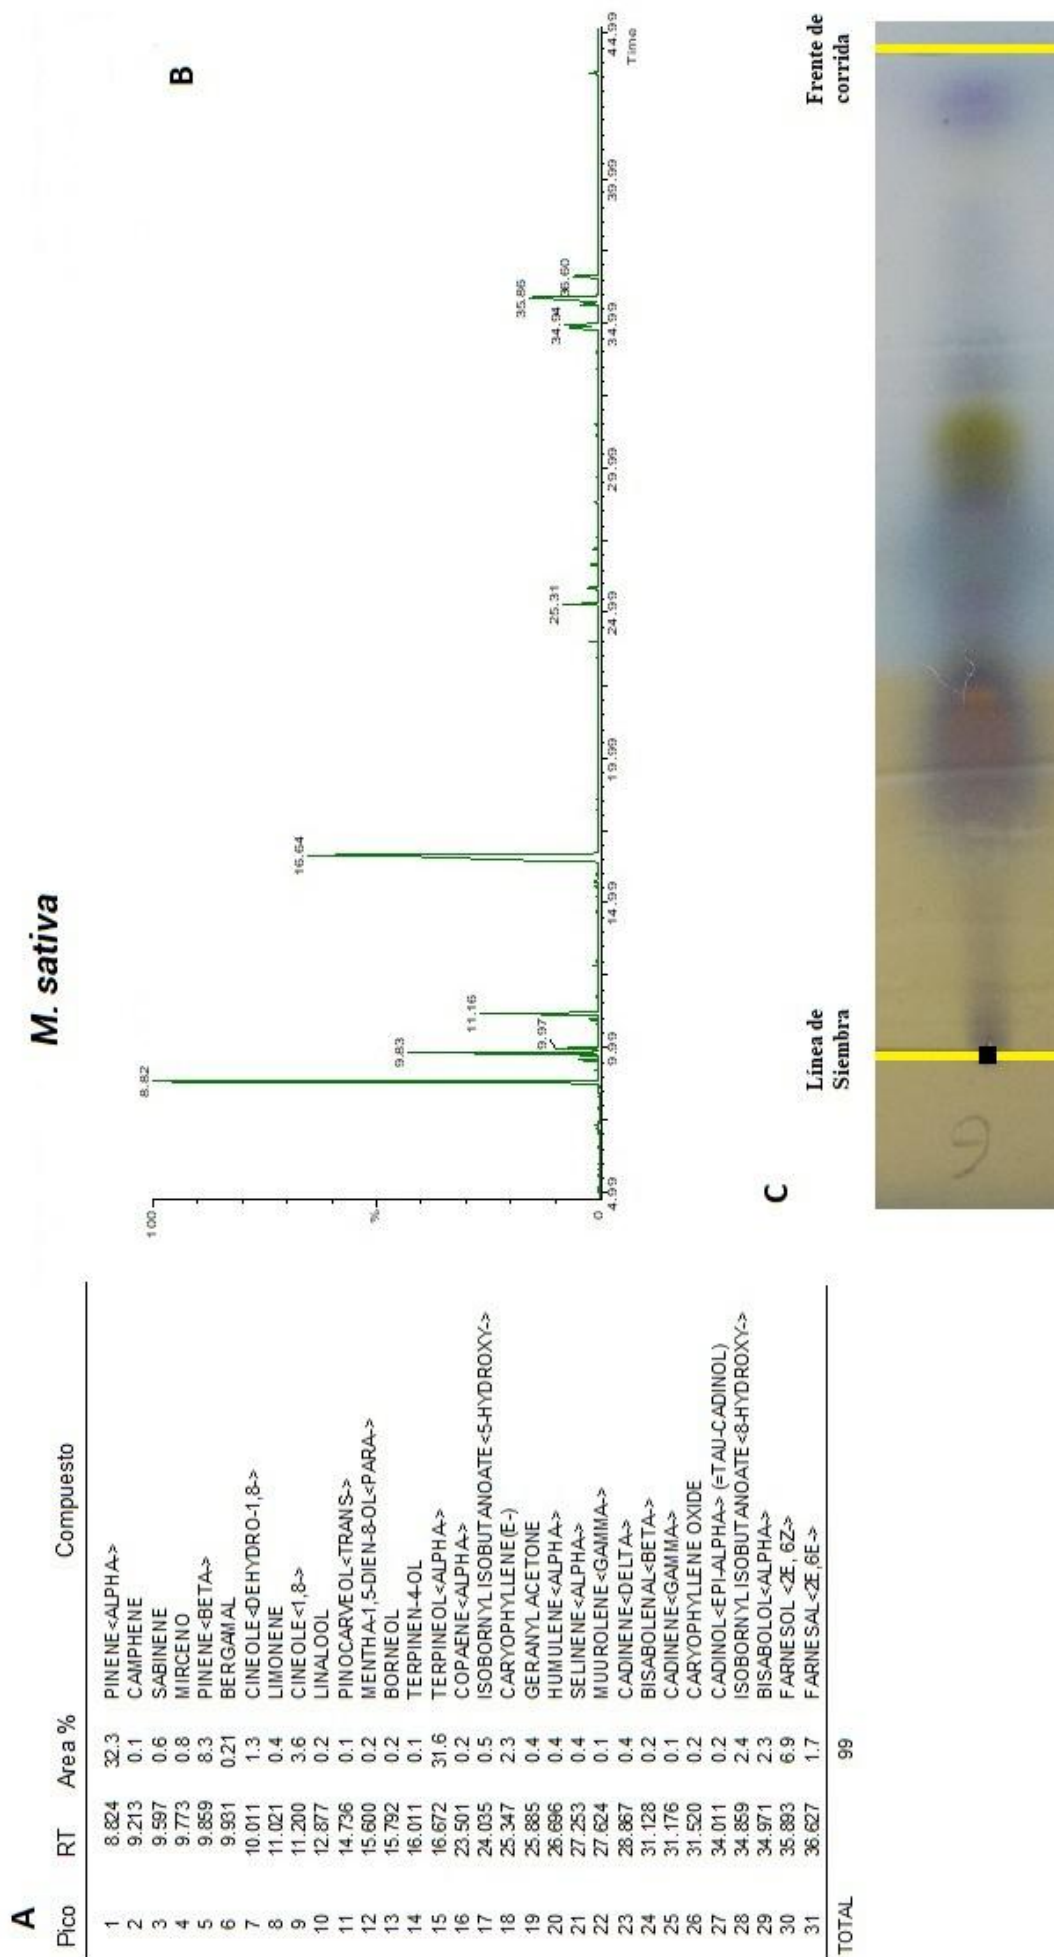 M. sativa
A
Pico RT Area % Compuesto
1 8.824 32.3 PINENE<ALPHA->
2 9.213 0.1 CAMPHENE
3 9.597 0.6 SABINENE
4 9.773 0.8 MIRCENO
5 9.859 8.3 PINENE<BETA->
6 9.931 0.21 BERGAMAL
7 10.011 1.3 CINEOLE<DEHYDRO-1,8->
8 11.021 0.4 LIMONENE
9 11.200 3.6 CINEOLE<1,8->
10 12.877 0.2 LINALOOL
11 14.736 0.1 PINOCARVEOL<TRANS->
12 15.600 0.2 MENTHA-1,5-DIEN-8-OL<PARA->
13 15.792 0.2 BORNEOL
14 16.011 0.1 TERPINEN-4-OL
15 16.672 31.6 TERPINEOL<ALPHA->
16 23.501 0.2 COPAENE<ALPHA->
17 24.035 0.5 ISOBORNYL ISOBUTANOATE<5-HYDROXY->
18 25.347 2.3 CARYOPHYLLENE(E-)
19 25.885 0.4 GERANYL ACETONE
20 26.696 0.4 HUMULENE<ALPHA->
21 27.253 0.4 SELINENE<ALPHA->
22 27.624 0.1 MUUROLENE<GAMMA->
23 28.867 0.4 CADINENE<DELTA->
24 31.128 0.2 BISABOLENAL<BETA->
25 31.176 0.1 CADINENE<GAMMA->
26 31.520 0.2 CARYOPHYLLENE OXIDE
27 34.011 0.2 CADINOL<EPI-ALPHA-> (=TAU-CADINOL)
28 34.859 2.4 ISOBORNYL ISOBUTANOATE<8-HYDROXY->
29 34.971 2.3 BISABOLOL<ALPHA->
30 35.893 6.9 FARNESOL <2E, 6Z->
31 36.627 1.7 FARNESAL<2E,6E->
TOTAL 99
B
100
%
0
8.82
9.83
9.97
11.16
16.64
25.31
34.94
35.86
36.60
4.99 9.99 14.99 19.99 24.99 29.99 34.99 39.99 44.99
Time
C
Línea de
Siembra
Frente de
corrida